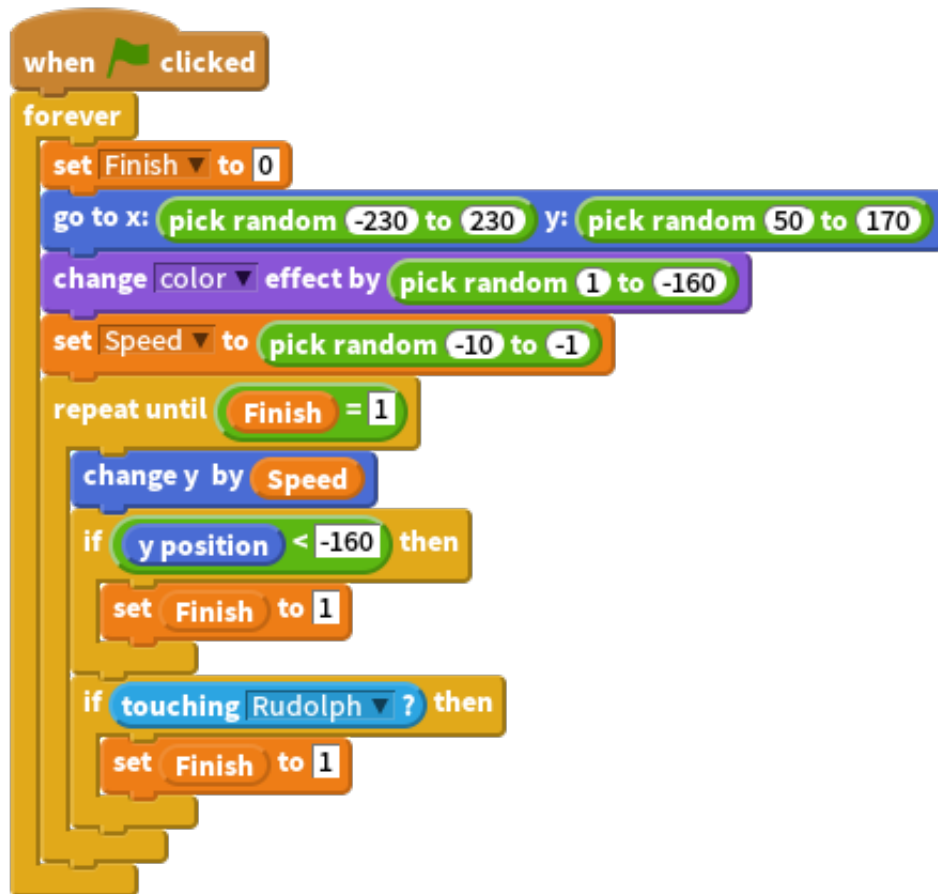 when clicked
forever
set Finish ▼ to 0
go to x: pick random -230 to 230 y: pick random 50 to 170
change color ▼ effect by pick random 1 to -160
set Speed ▼ to pick random -10 to -1
repeat until Finish = 1
change y by Speed
if y position < -160 then
set Finish to 1
if touching Rudolph ▼ ? then
set Finish to 1